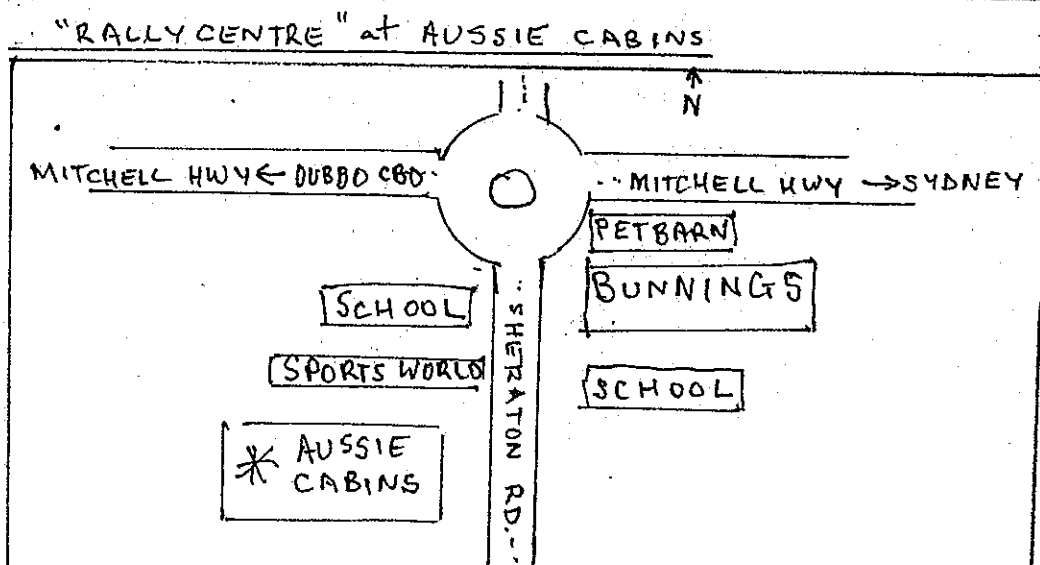 "RALLY CENTRE" at AUSSIE CABINS
N
MITCHELL HWY ← DUBBO CBD
MITCHELL HWY → SYDNEY
PETBARN
BUNNINGS
SCHOOL
SPORTS WORLD
SCHOOL
AUSSIE
CABINS
SHERATON RD.